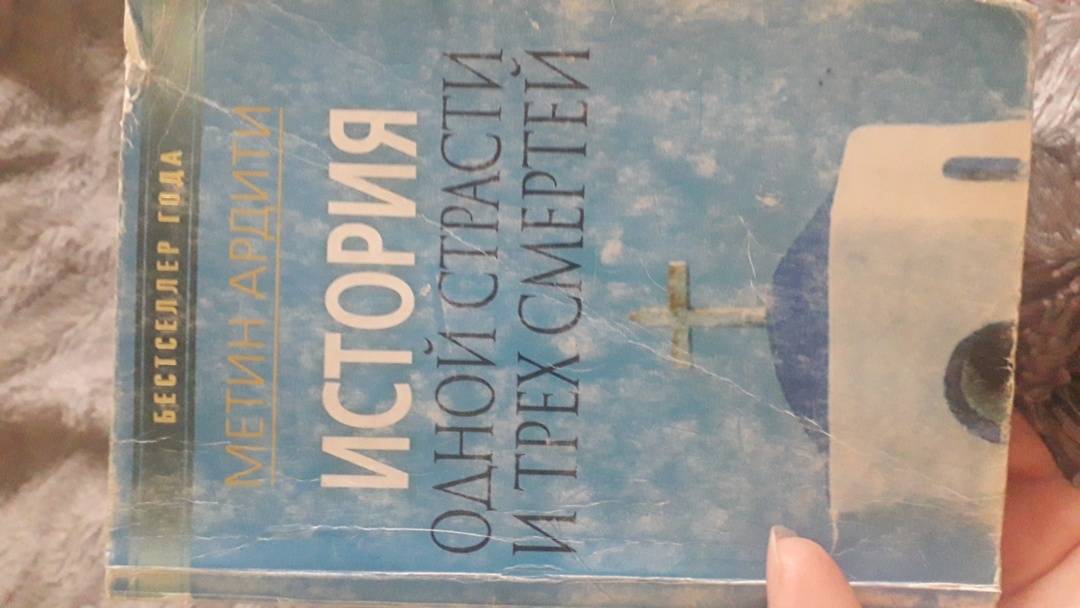 БЕСТСЕЛЛЕР ГОДА
МЕТИН АРДИТИ
ИСТОРИЯ
ОДНОЙ СТРАСТИ
И ТРЕХ СМЕРТЕЙ